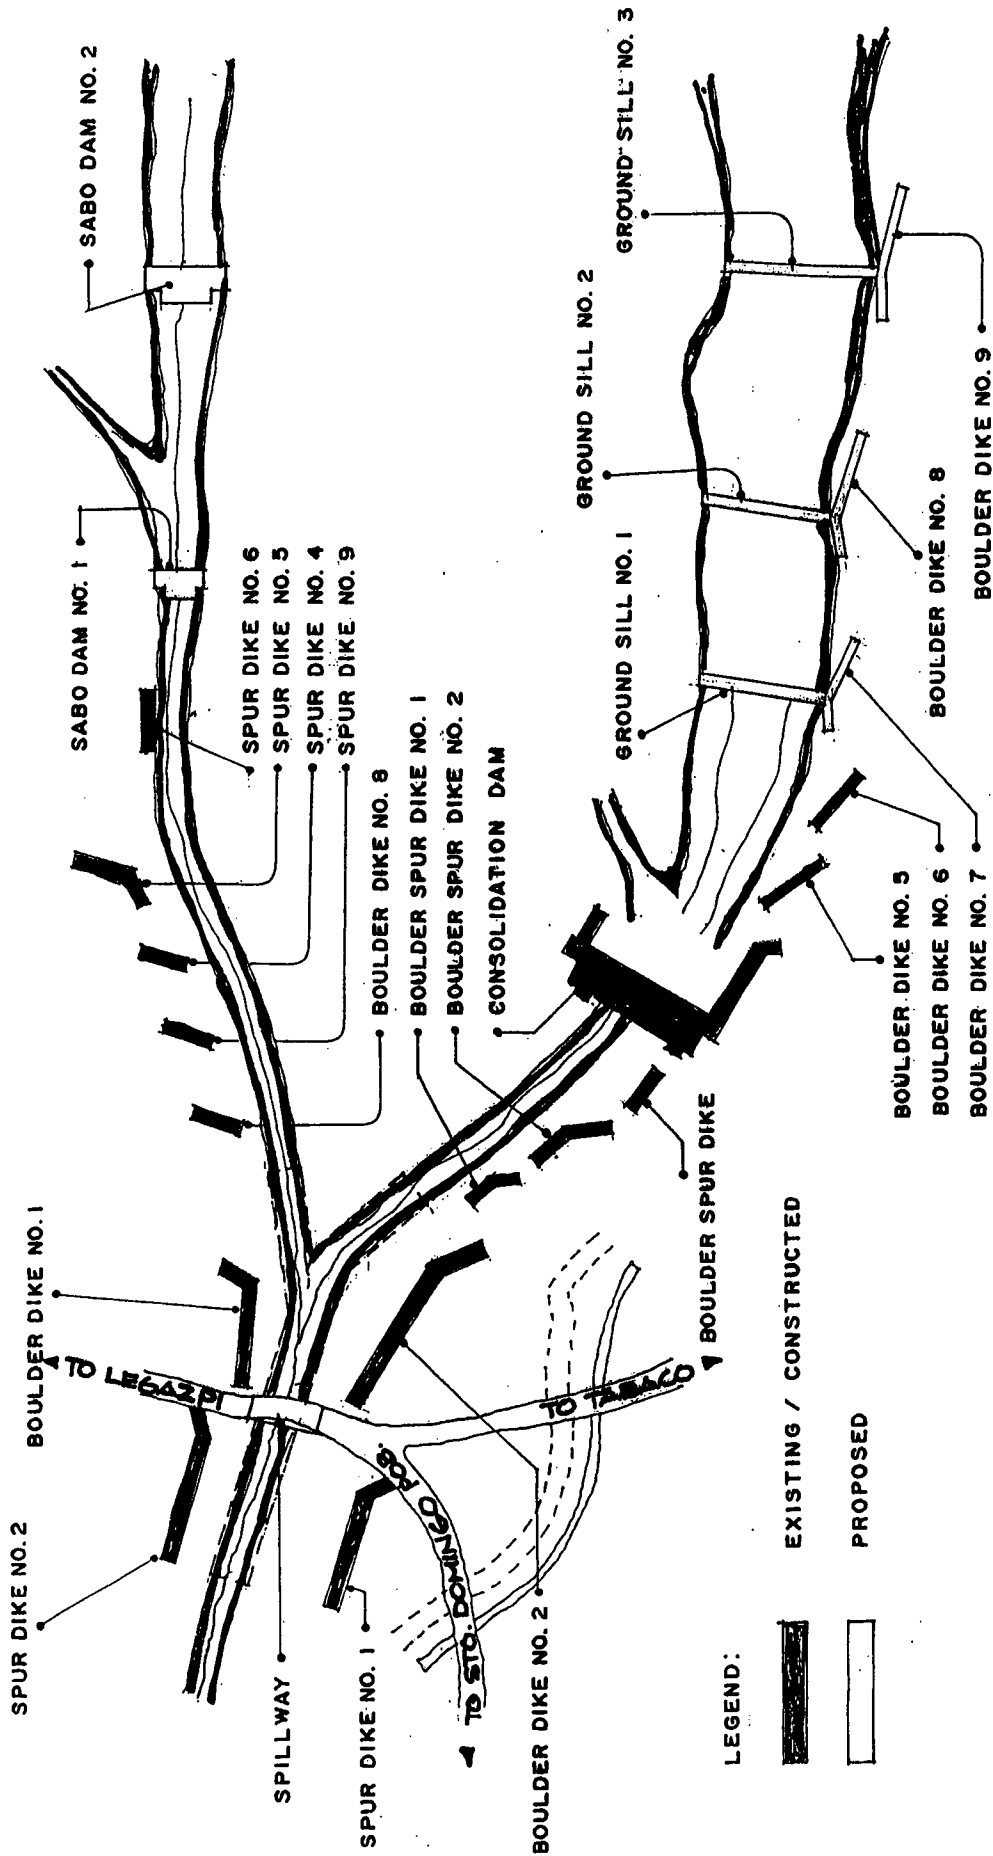 SABO DAM NO. 2
SABO DAM NO. 1
SPUR DIKE NO. 6
SPUR DIKE NO. 5
SPUR DIKE NO. 4
SPUR DIKE NO. 9
BOULDER DIKE NO. 8
BOULDER SPUR DIKE NO. 1
BOULDER SPUR DIKE NO. 2
CONSOLIDATION DAM
BOULDER DIKE NO. 1
TO LEGAZPI
SPUR DIKE NO. 2
SPILLWAY
SPUR DIKE NO. 1
TO STO. DOMINGO POB.
BOULDER DIKE NO. 2
TO TABACO
BOULDER SPUR DIKE
GROUND SILL NO. 1
GROUND SILL NO. 2
GROUND SILL NO. 3
BOULDER DIKE NO. 5
BOULDER DIKE NO. 6
BOULDER DIKE NO. 7
BOULDER DIKE NO. 8
BOULDER DIKE NO. 9
LEGEND:
EXISTING / CONSTRUCTED
PROPOSED